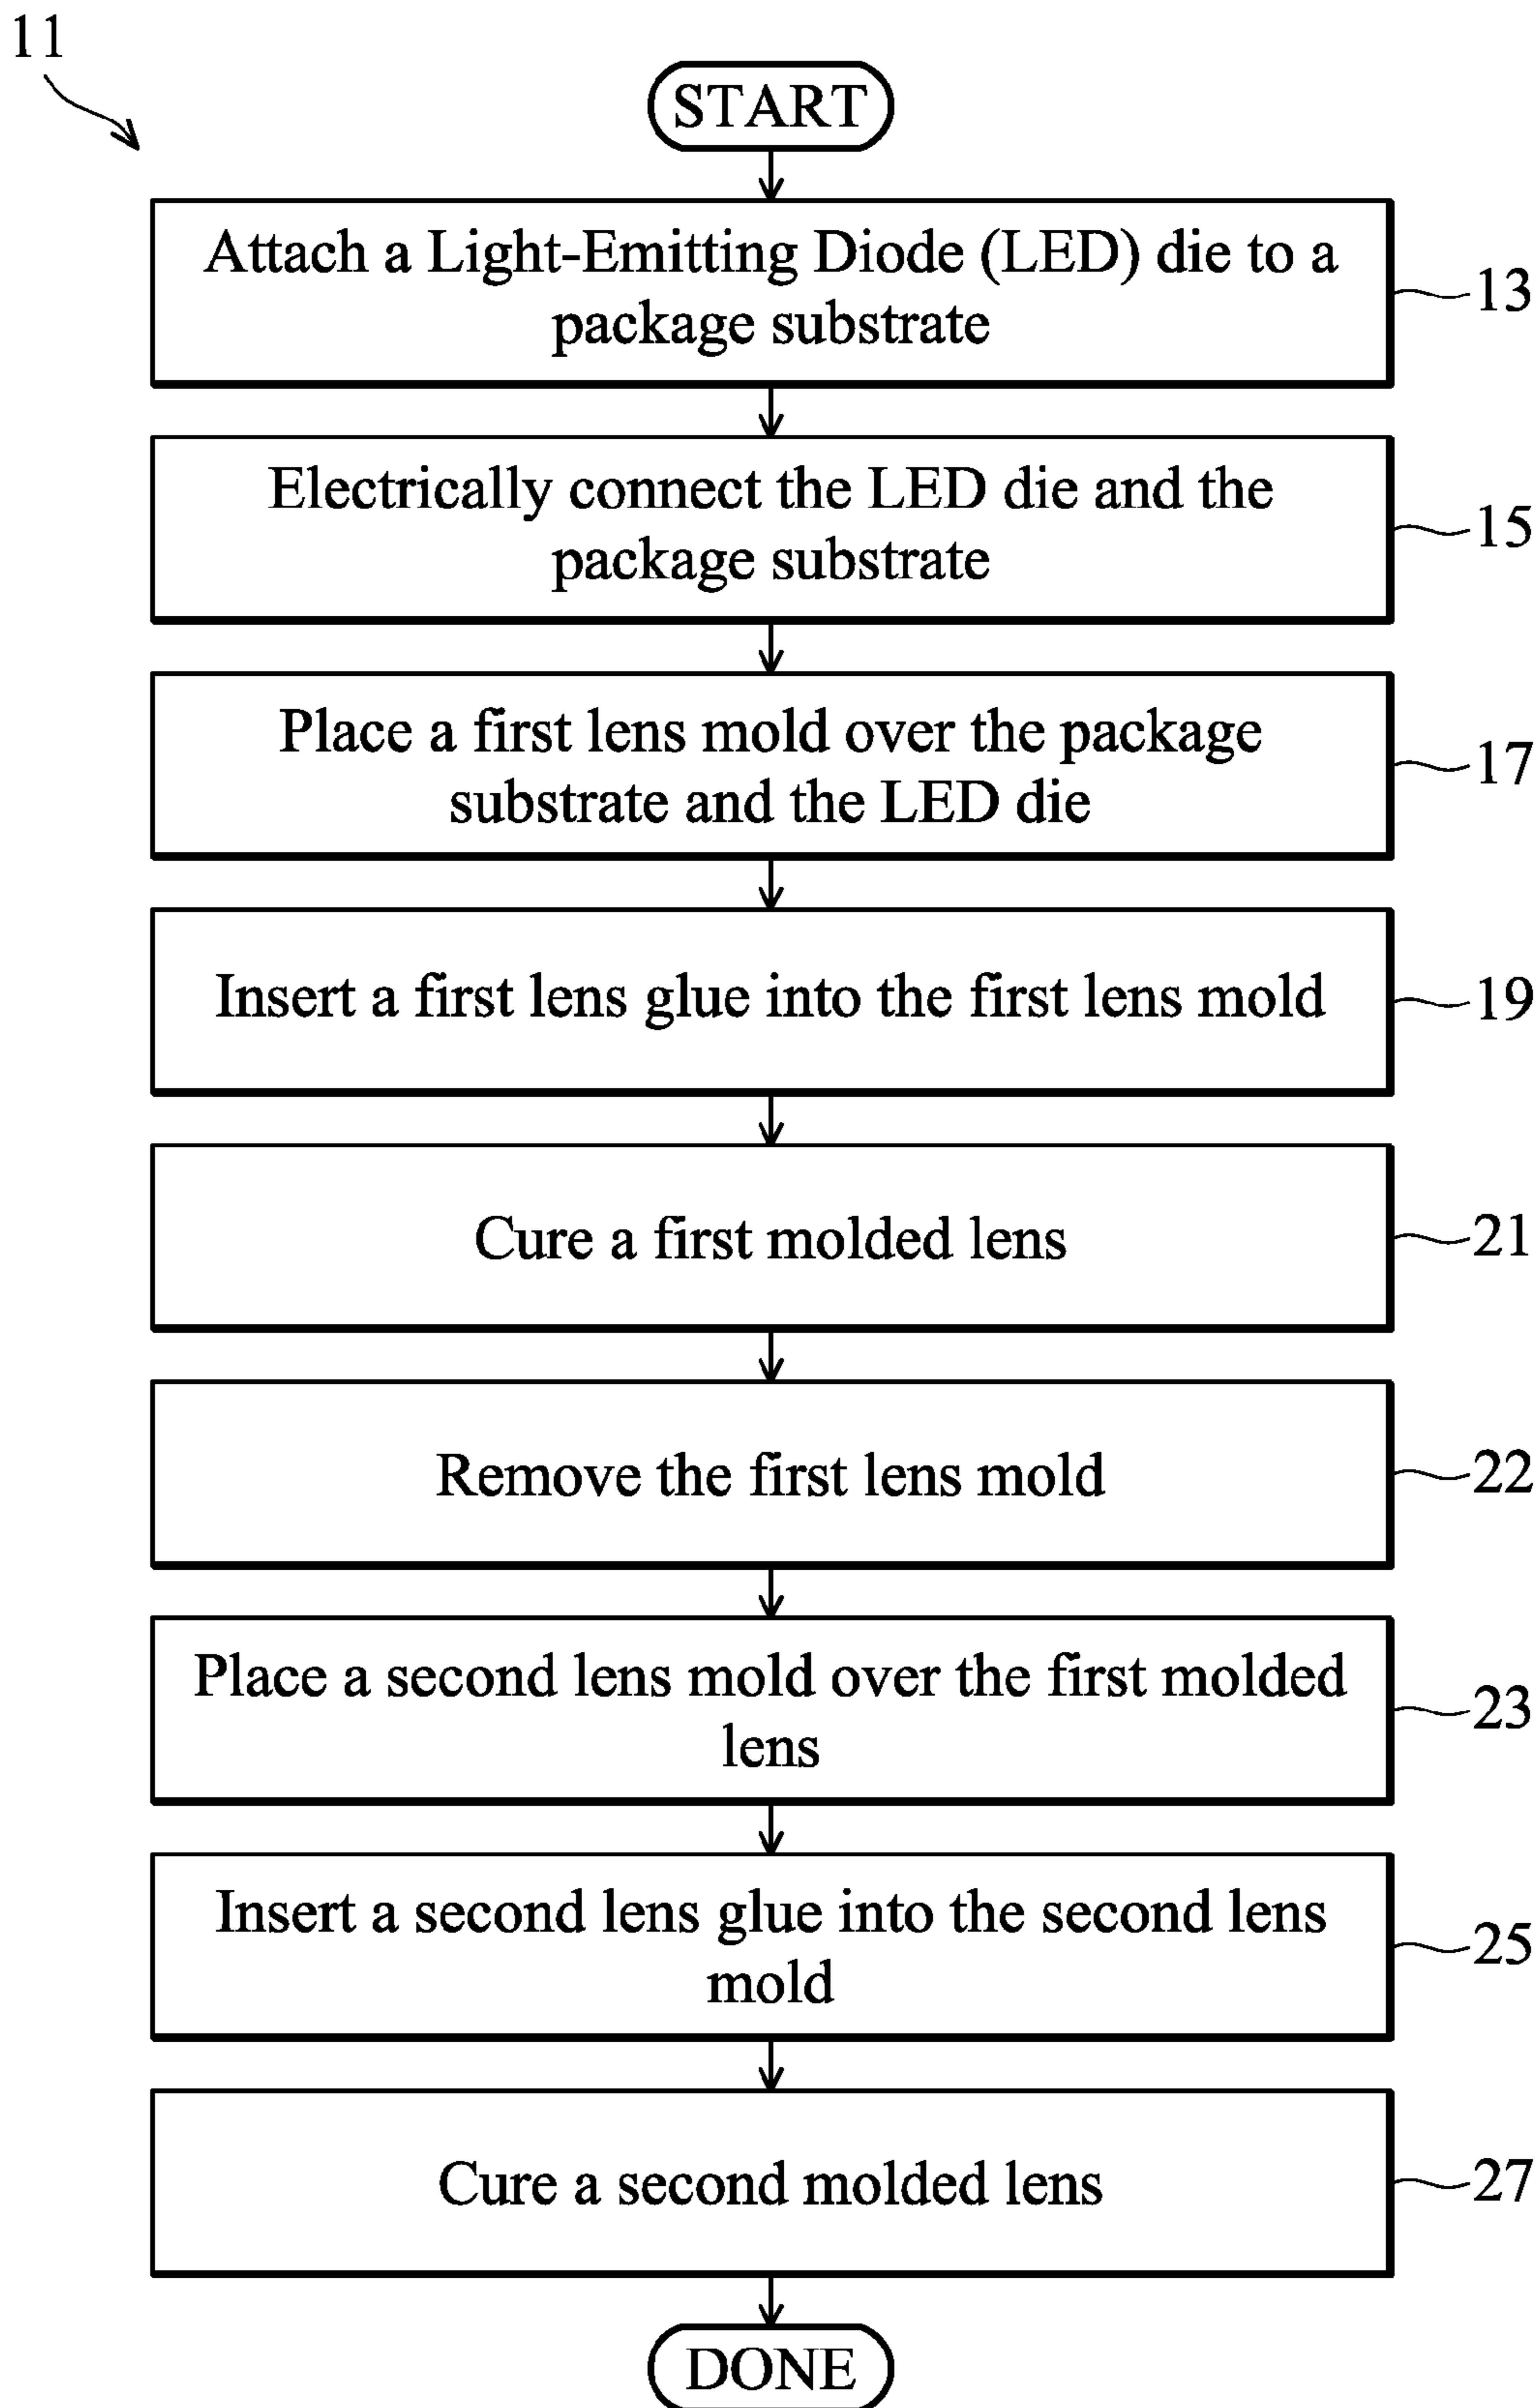 11
START
Attach a Light-Emitting Diode (LED) die to a
package substrate
13
Electrically connect the LED die and the
package substrate
15
Place a first lens mold over the package
substrate and the LED die
17
Insert a first lens glue into the first lens mold
19
Cure a first molded lens
21
Remove the first lens mold
22
Place a second lens mold over the first molded
lens
23
Insert a second lens glue into the second lens
mold
25
Cure a second molded lens
27
DONE